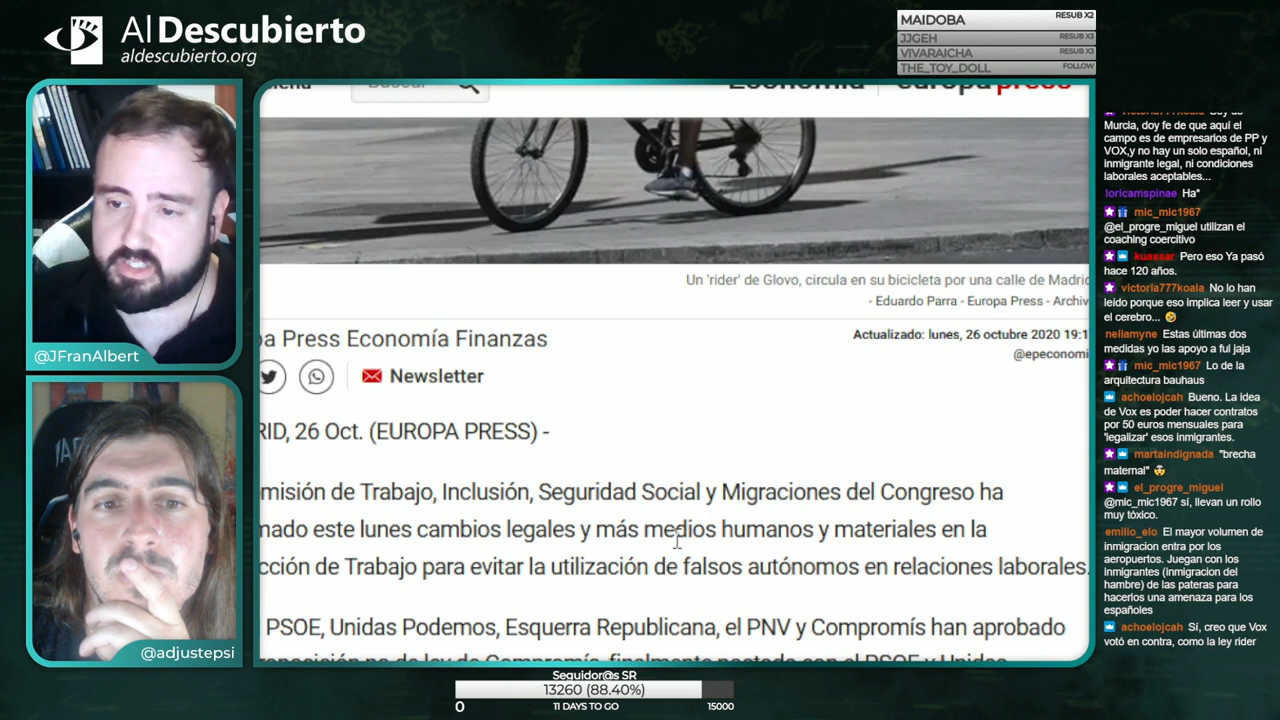 Al Descubierto
aldescubierto.org
MAIDOBA RESUB X2
JJGEH RESUB X3
VIVARAICHA RESUB X3
THE_TOY_DOLL FOLLOW
Buscar
Economía europa press
Un 'rider' de Glovo, circula en su bicicleta por una calle de Madrid
- Eduardo Parra - Europa Press - Archiv
pa Press Economía Finanzas
Actualizado: lunes, 26 octubre 2020 19:1
@epeconomi
Newsletter
RID, 26 Oct. (EUROPA PRESS) -
misión de Trabajo, Inclusión, Seguridad Social y Migraciones del Congreso ha
mado este lunes cambios legales y más medios humanos y materiales en la
cción de Trabajo para evitar la utilización de falsos autónomos en relaciones laborales.
PSOE, Unidas Podemos, Esquerra Republicana, el PNV y Compromís han aprobado
@JFranAlbert
@adjustepsi
Murcia, doy fe de que aquí el
campo es de empresarios de PP y
VOX,y no hay un solo español, ni
inmigrante legal, ni condiciones
laborales aceptables...
loricamspinae Ha*
mic_mic1967
@el_progre_miguel utilizan el
coaching coercitivo
kuassar Pero eso Ya pasó
hace 120 años.
victoria777koala No lo han
leído porque eso implica leer y usar
el cerebro... 🤣
neliamyne Estas últimas dos
medidas yo las apoyo a ful jaja
mic_mic1967 Lo de la
arquitectura bauhaus
achoelojcah Bueno. La idea
de Vox es poder hacer contratos
por 50 euros mensuales para
'legalizar' esos inmigrantes.
martaindignada "brecha
maternal" 🤯
el_progre_miguel
@mic_mic1967 sí, llevan un rollo
muy tóxico.
emilio_elo El mayor volumen de
inmigracion entra por los
aeropuertos. Juegan con los
inmigrantes (inmigracion del
hambre) de las pateras para
hacerlos una amenaza para los
españoles
achoelojcah Sí, creo que Vox
votó en contra, como la ley rider
Seguidor@s SR
13260 (88.40%)
0 11 DAYS TO GO 15000